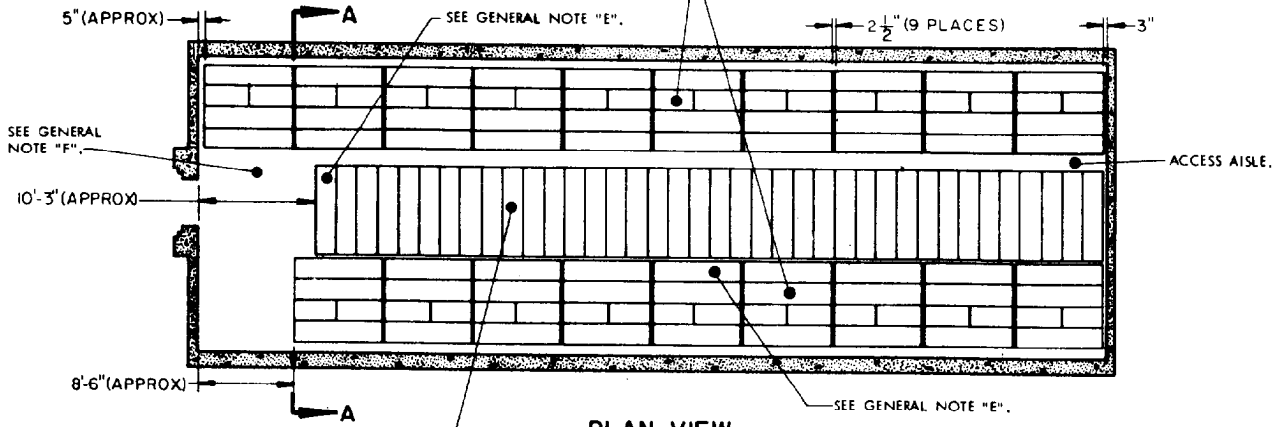 5" (APPROX)
A
SEE GENERAL NOTE "E".
2 1/2" (9 PLACES)
3"
SEE GENERAL
NOTE "F".
ACCESS AISLE.
10'-3" (APPROX)
8'-6" (APPROX)
A
SEE GENERAL NOTE "E".
PLAN VIEW